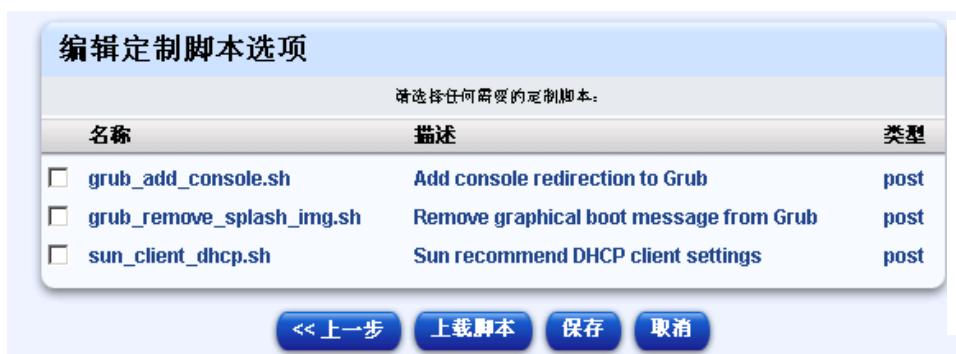 编辑定制脚本选项
请选择任何需要的定制脚本:
名称 描述 类型
grub_add_console.sh Add console redirection to Grub post
grub_remove_splash_img.sh Remove graphical boot message from Grub post
sun_client_dhcp.sh Sun recommend DHCP client settings post
<< 上一步 上载脚本 保存 取消